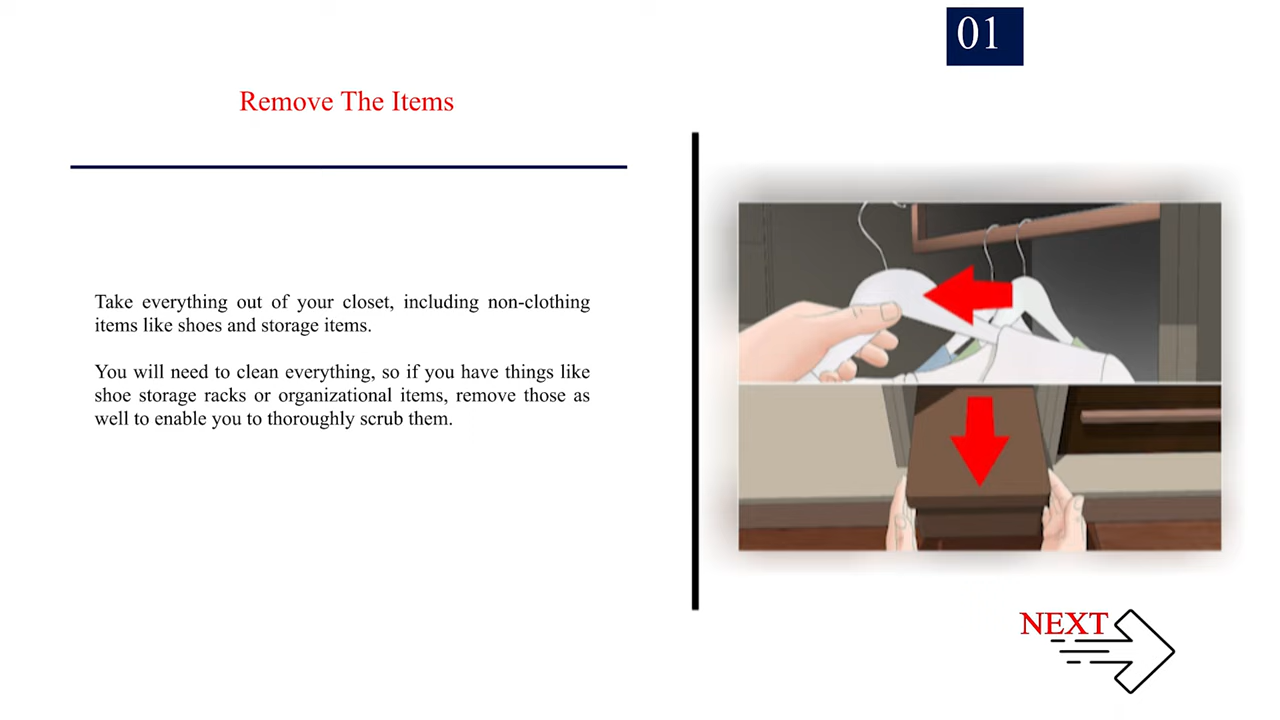 01
Remove The Items
Take everything out of your closet, including non-clothing
items like shoes and storage items.
You will need to clean everything, so if you have things like
shoe storage racks or organizational items, remove those as
well to enable you to thoroughly scrub them.
NEXT